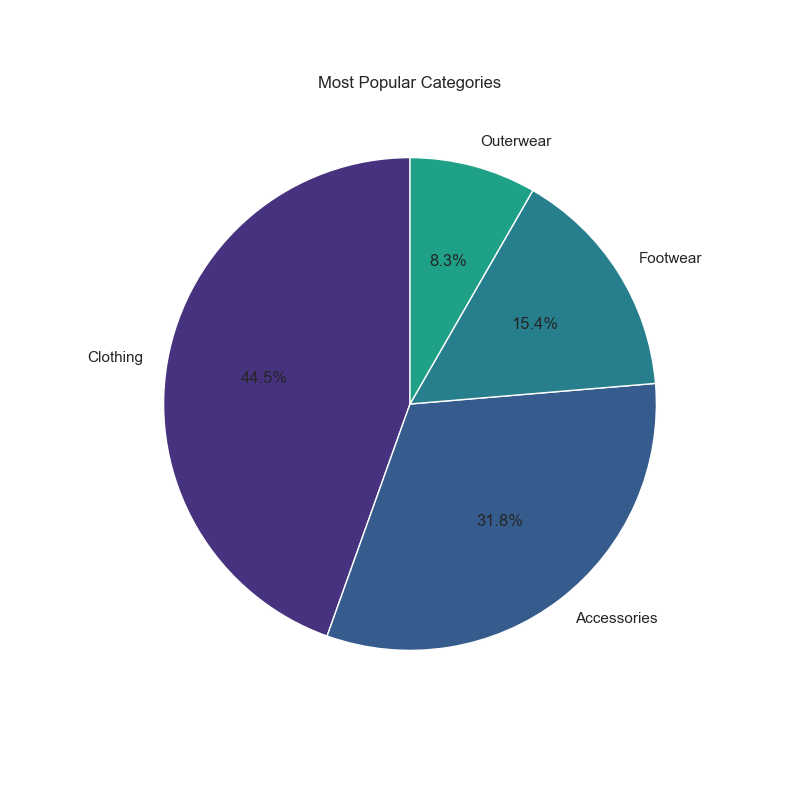 Most Popular Categories
Outerwear
8.3%
Footwear
15.4%
Clothing
44.5%
31.8%
Accessories